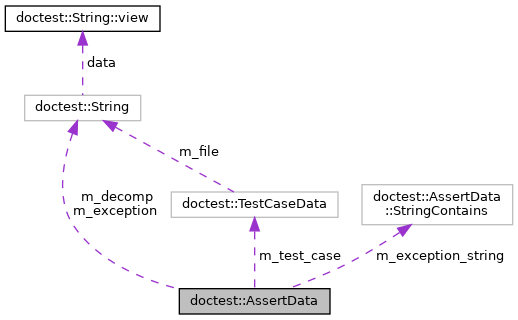 doctest::String::view
data
doctest::String
m_file
m_decomp
m_exception
doctest::TestCaseData
doctest::AssertData
::StringContains
m_test_case
m_exception_string
doctest::AssertData